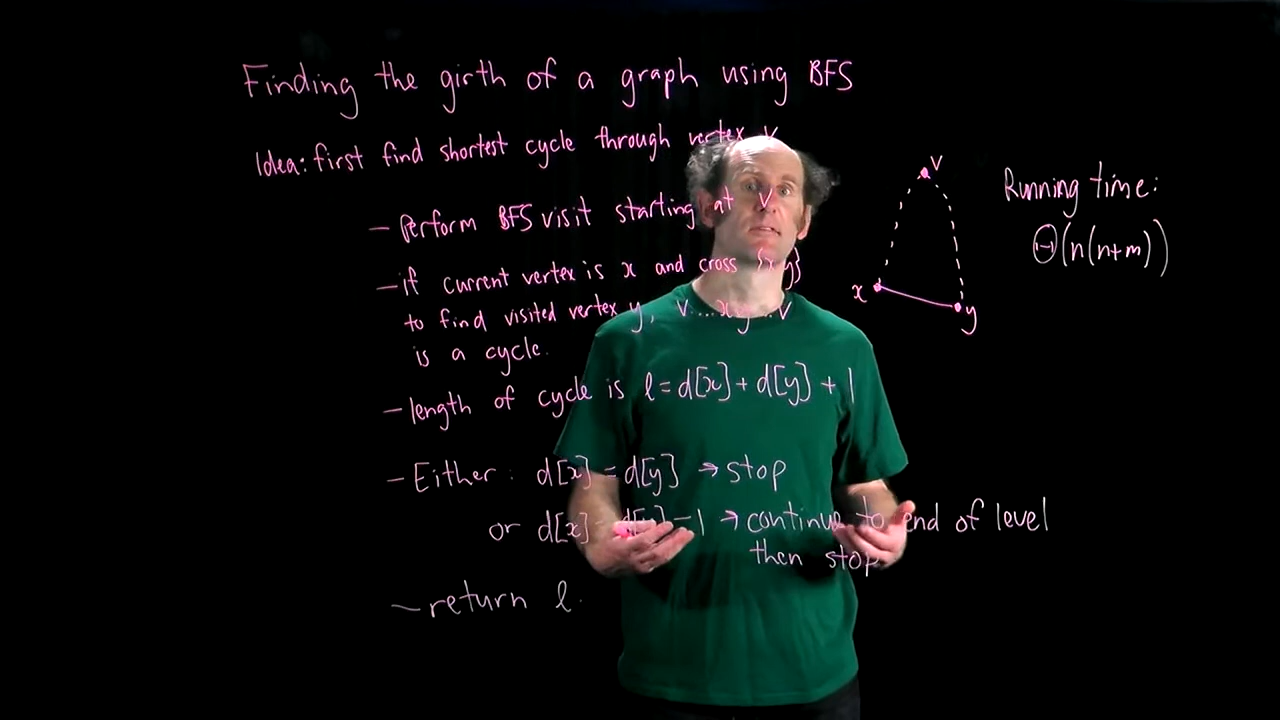 Finding the girth of a graph using BFS
Idea: first find shortest cycle through vertex v
– Perform BFS visit starting at v
– if current vertex is x and cross {x y}
to find visited vertex y, v...x y...v
is a cycle.
– length of cycle is l = d[x] + d[y] + 1
– Either: d[x] = d[y] → stop
or d[x] = d[y] – 1 → continue to end of level
then stop
– return l.
v
x
y
Running time:
Θ(n(n+m))